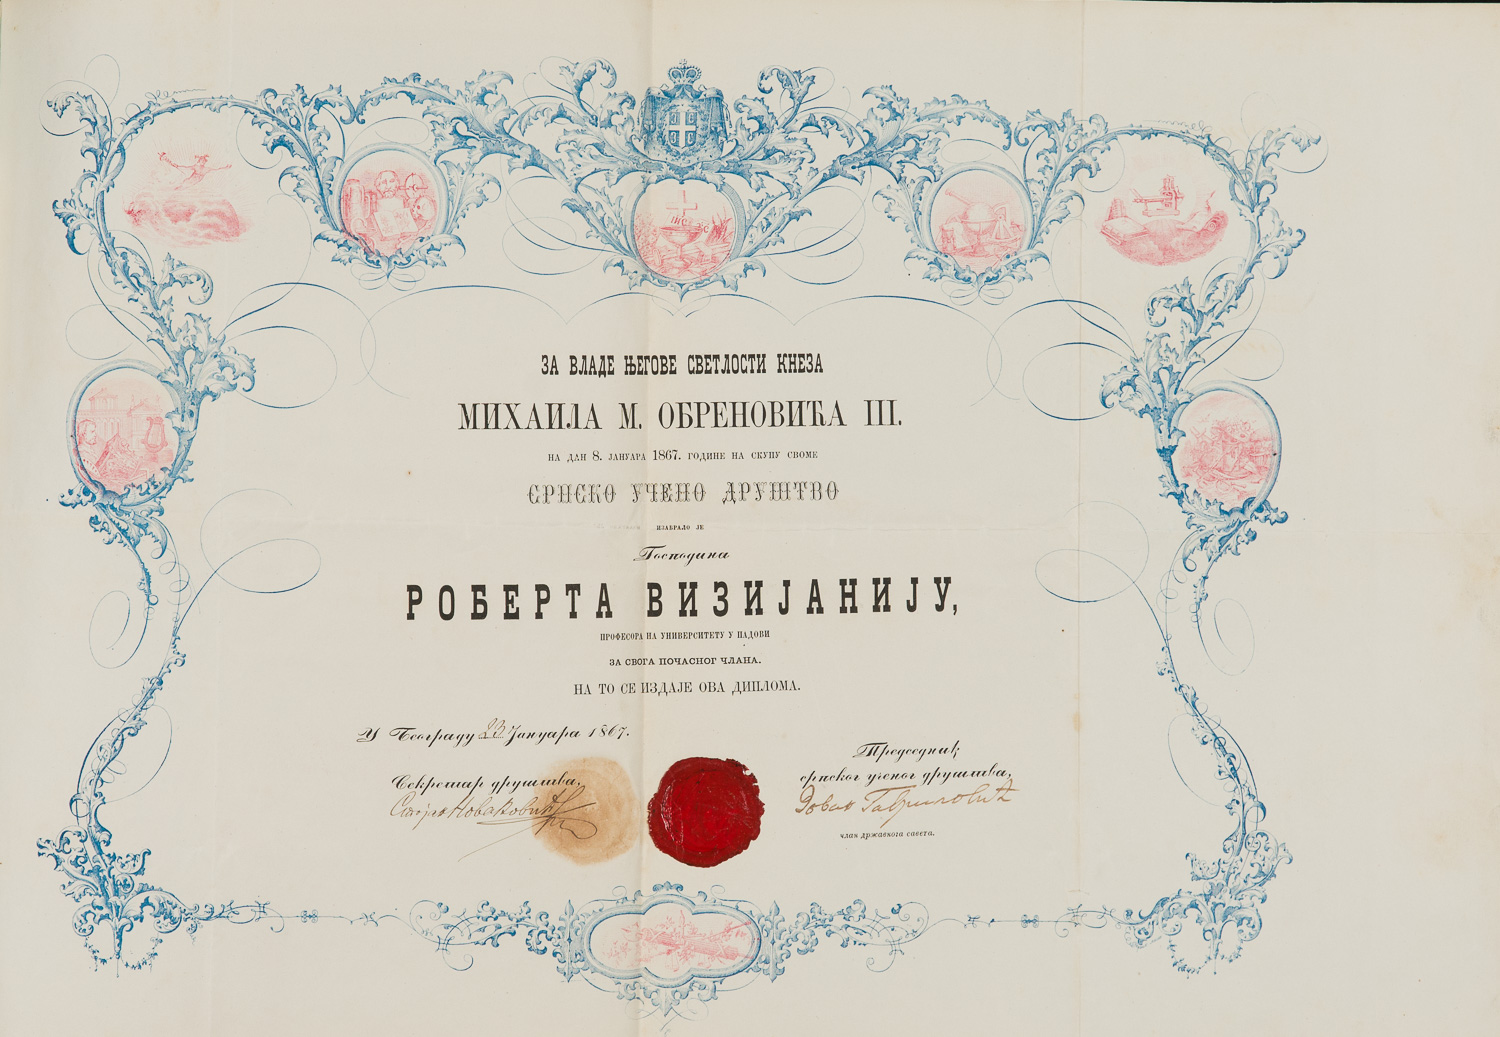 ІИС ХС
ЗА ВЛАДЕ ЊЕГОВЕ СВЕТЛОСТИ КНЕЗА
МИХАИЛА М. ОБРЕНОВИЋА III.
НА ДАН 8. ЈАНУАРА 1867. ГОДИНЕ НА СКУПУ СВОМЕ
СРПСКО УЧЕНО ДРУШТВО
ИЗАБРАЛО ЈЕ
Господина
РОБЕРТА ВИЗИЈАНИЈУ,
ПРОФЕСОРА НА УНИВЕРСИТЕТУ У ПАДОВИ
ЗА СВОГА ПОЧАСНОГ ЧЛАНА.
НА ТО СЕ ИЗДАЈЕ ОВА ДИПЛОМА.
У Београду 23 Јануара 1867.
Секретар друштва,
Стојан Новаковић
Председник
српског ученог друштва,
Јован Гавриловић
члан државнога савета.